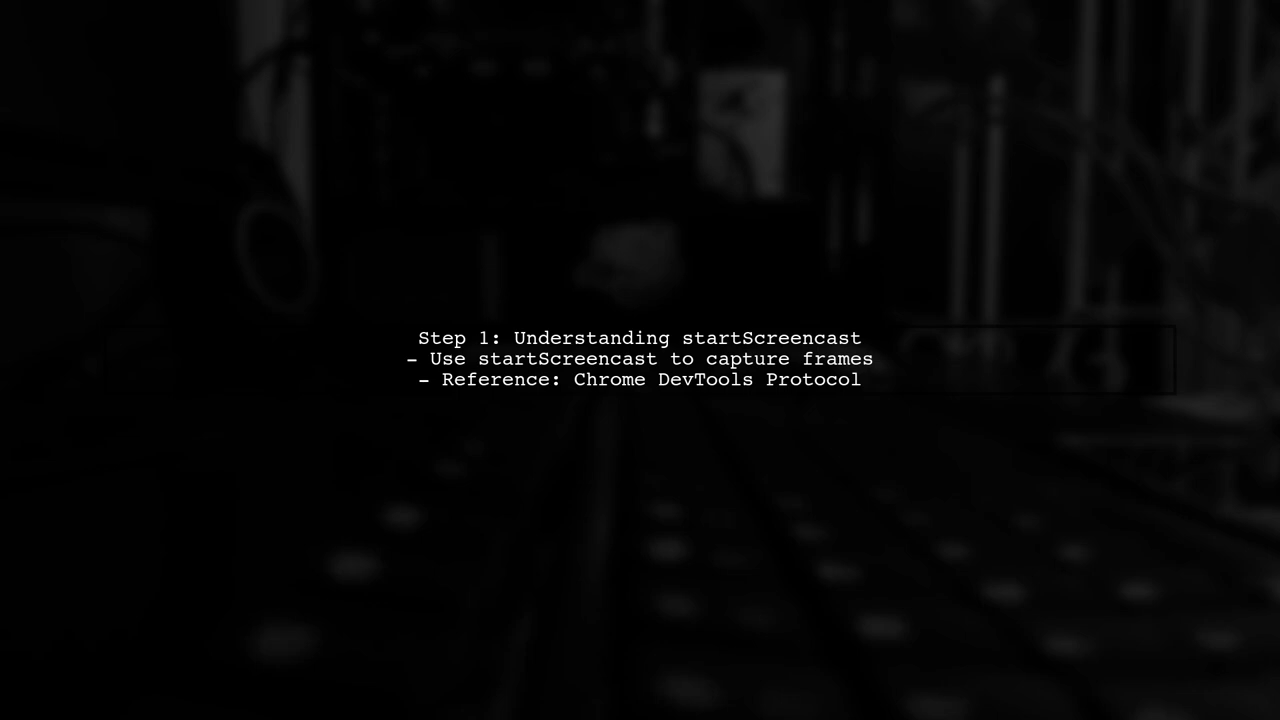 Step 1: Understanding startScreencast
– Use startScreencast to capture frames
– Reference: Chrome DevTools Protocol